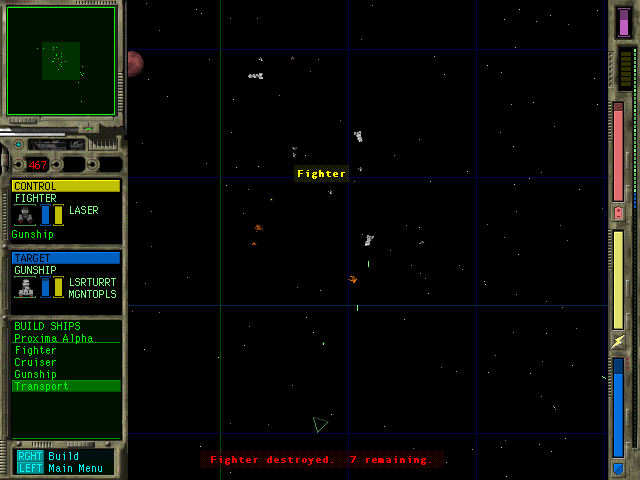 467
CONTROL
FIGHTER
LASER
Gunship
TARGET
GUNSHIP
LSRTURRT
MGNTOPLS
BUILD SHIPS
Proxima Alpha
Fighter
Cruiser
Gunship
Transport
RGHT Build
LEFT Main Menu
Fighter
Fighter destroyed. 7 remaining.